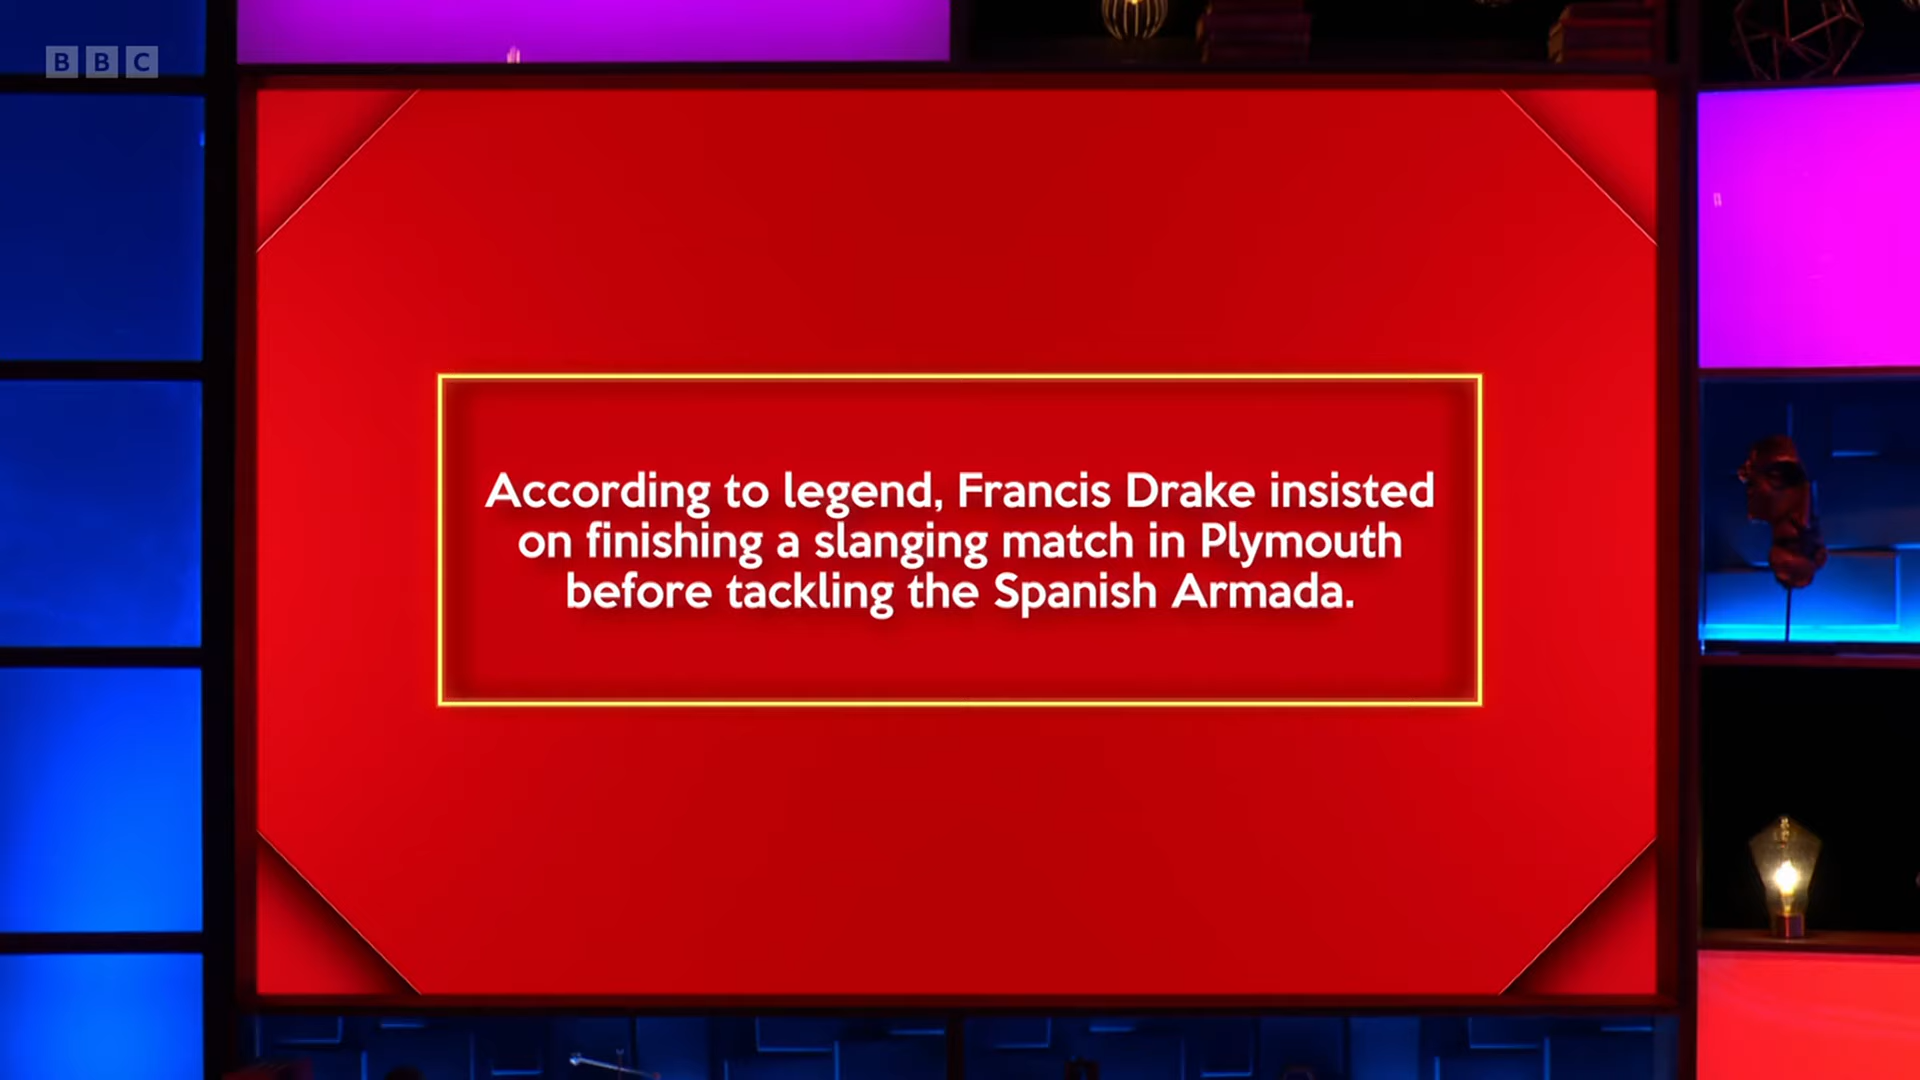 BBC
According to legend, Francis Drake insisted
on finishing a slanging match in Plymouth
before tackling the Spanish Armada.